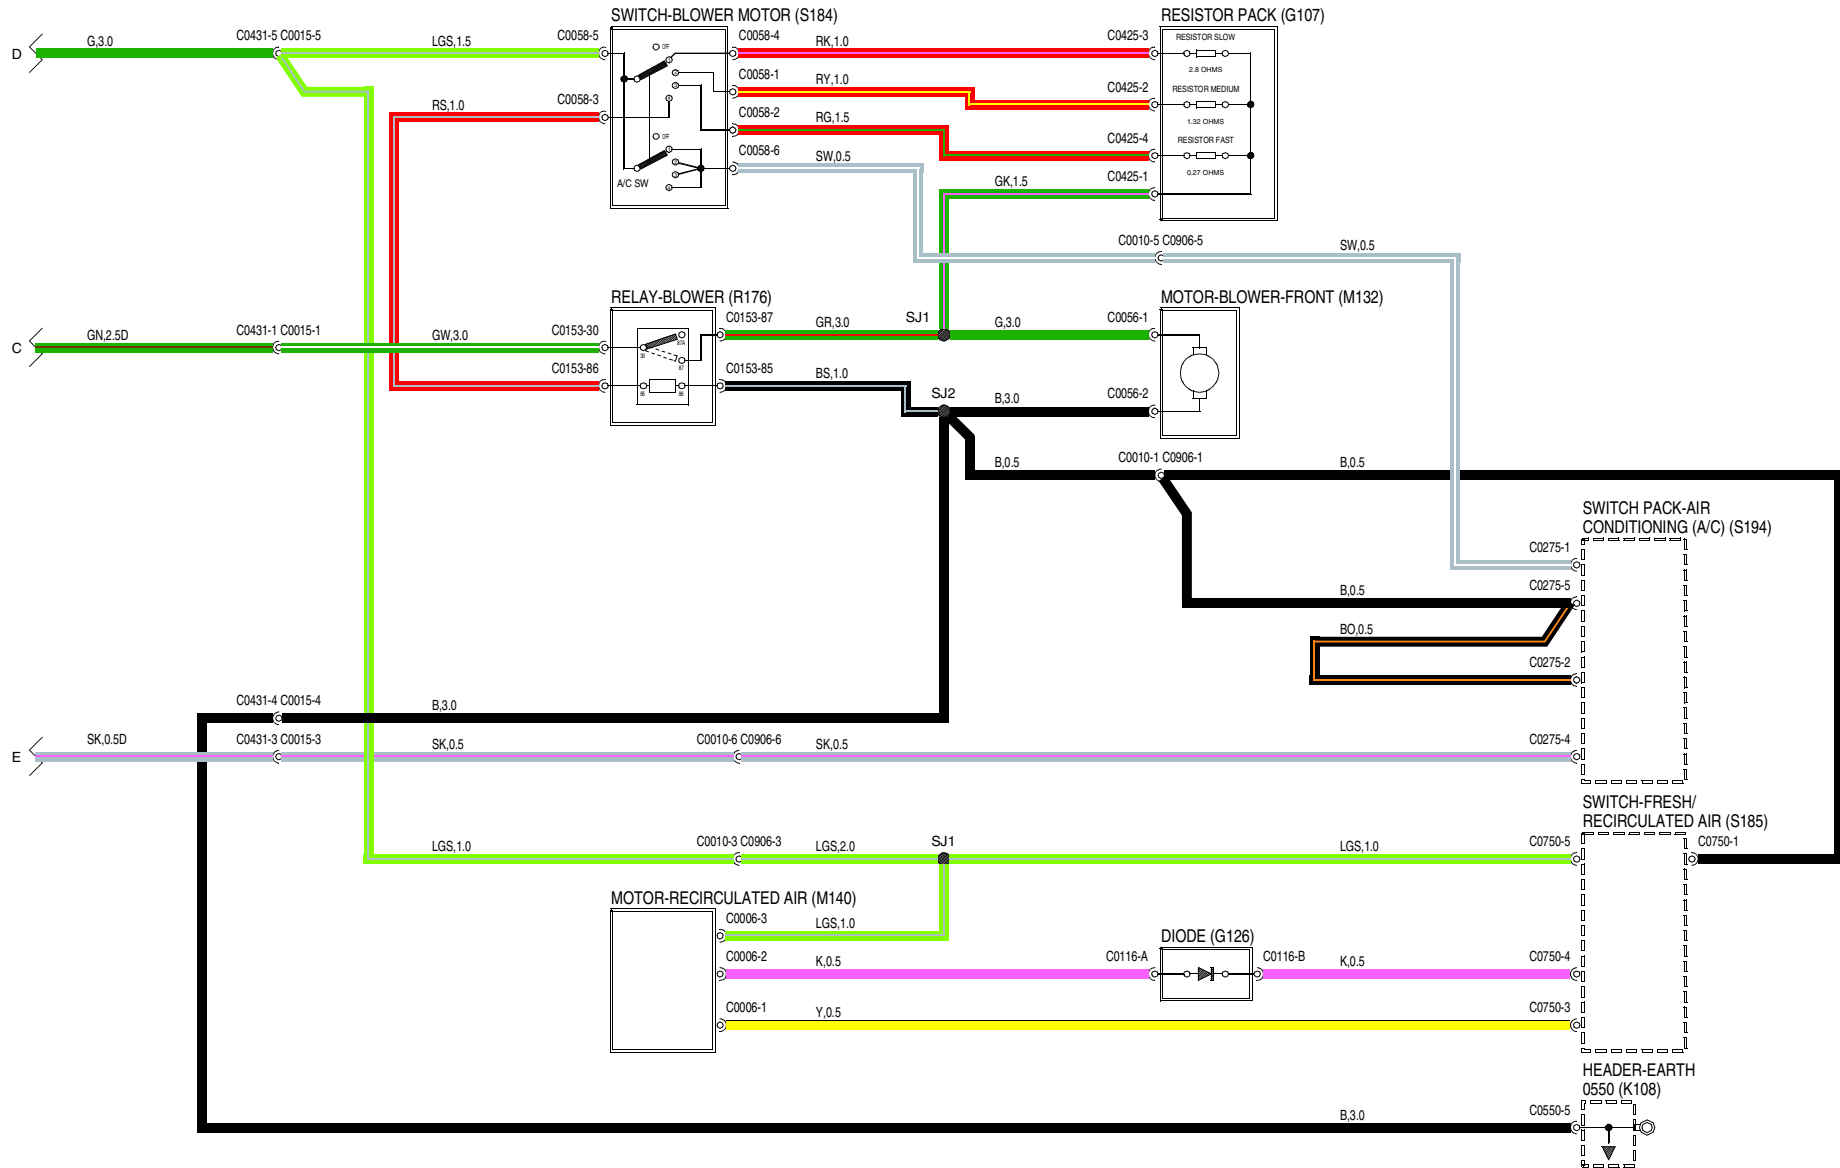 SWITCH-BLOWER MOTOR (S184)
RESISTOR PACK (G107)
D
G,3.0
C0431-5 C0015-5
LGS,1.5
C0058-5
OFF
C0058-4
RK,1.0
C0425-3
RESISTOR SLOW
2.8 OHMS
C0058-1
RY,1.0
C0425-2
RESISTOR MEDIUM
1.32 OHMS
RS,1.0
C0058-3
C0058-2
RG,1.5
C0425-4
RESISTOR FAST
0.27 OHMS
OFF
A/C SW
C0058-6
SW,0.5
GK,1.5
C0425-1
C0010-5 C0906-5
SW,0.5
RELAY-BLOWER (R176)
MOTOR-BLOWER-FRONT (M132)
C
GN,2.5D
C0431-1 C0015-1
GW,3.0
C0153-30
30
87A
87
C0153-87
GR,3.0
SJ1
G,3.0
C0056-1
C0153-86
85
86
C0153-85
BS,1.0
SJ2
B,3.0
C0056-2
B,0.5
C0010-1 C0906-1
B,0.5
SWITCH PACK-AIR
CONDITIONING (A/C) (S194)
C0275-1
B,0.5
C0275-5
BO,0.5
C0275-2
C0431-4 C0015-4
B,3.0
E
SK,0.5D
C0431-3 C0015-3
SK,0.5
C0010-6 C0906-6
SK,0.5
C0275-4
SWITCH-FRESH/
RECIRCULATED AIR (S185)
LGS,1.0
C0010-3 C0906-3
LGS,2.0
SJ1
LGS,1.0
C0750-5
C0750-1
MOTOR-RECIRCULATED AIR (M140)
C0006-3
LGS,1.0
DIODE (G126)
C0006-2
K,0.5
C0116-A
C0116-B
K,0.5
C0750-4
C0006-1
Y,0.5
C0750-3
HEADER-EARTH
0550 (K108)
B,3.0
C0550-5